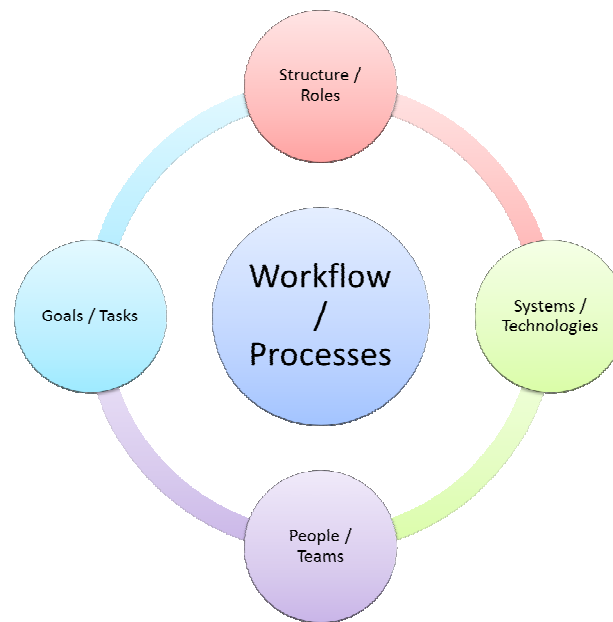 Structure /
Roles
Goals / Tasks
Workflow
/
Processes
Systems /
Technologies
People /
Teams